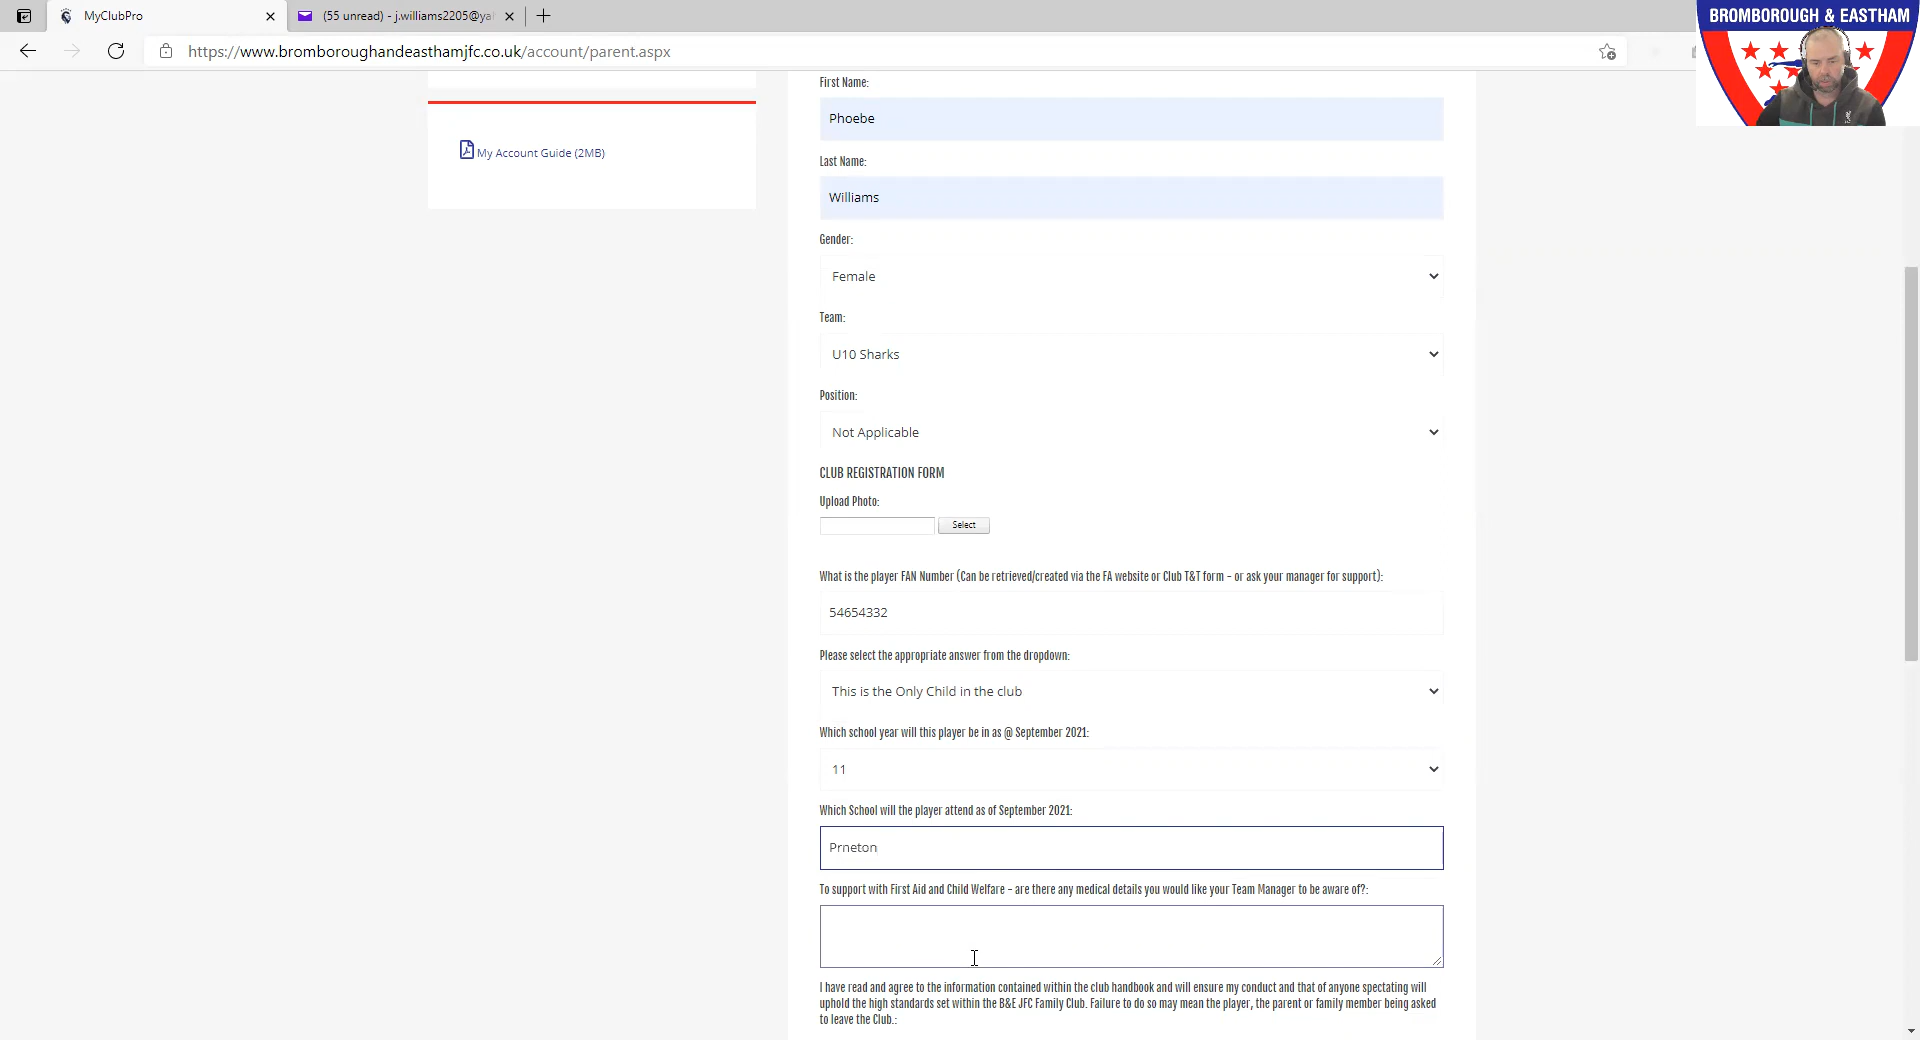 MyClubPro
(55 unread) - j.williams2205@ya
BROMBOROUGH & EASTHAM
https://www.bromboroughandeasthamjfc.co.uk/account/parent.aspx
My Account Guide (2MB)
First Name:
Phoebe
Last Name:
Williams
Gender:
Female
Team:
U10 Sharks
Position:
Not Applicable
CLUB REGISTRATION FORM
Upload Photo:
Select
What is the player FAN Number (Can be retrieved/created via the FA website or Club T&T form - or ask your manager for support):
54654332
Please select the appropriate answer from the dropdown:
This is the Only Child in the club
Which school year will this player be in as @ September 2021:
11
Which School will the player attend as of September 2021:
Prneton
To support with First Aid and Child Welfare - are there any medical details you would like your Team Manager to be aware of?:
I have read and agree to the information contained within the club handbook and will ensure my conduct and that of anyone spectating will
uphold the high standards set within the B&E JFC Family Club. Failure to do so may mean the player, the parent or family member being asked
to leave the Club.: